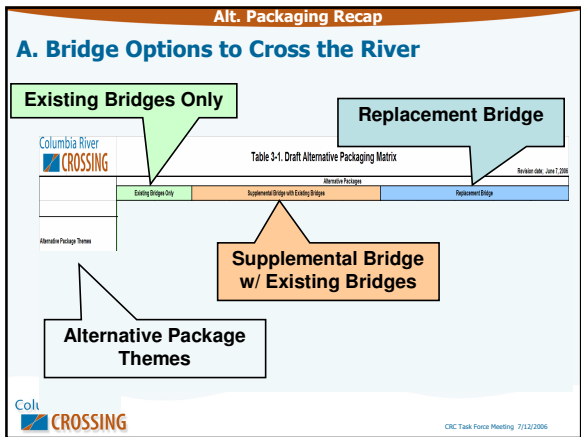 Alt. Packaging Recap
A. Bridge Options to Cross the River
Existing Bridges Only
Replacement Bridge
Columbia River
CROSSING
Table 3-1. Draft Alternative Packaging Matrix
Revision date; June 7, 2006
Alternative Packages
Existing Bridges Only
Supplemental Bridge with Existing Bridges
Replacement Bridge
Alternative Package Themes
Supplemental Bridge
w/ Existing Bridges
Alternative Package
Themes
Colu
CROSSING
CRC Task Force Meeting 7/12/2006